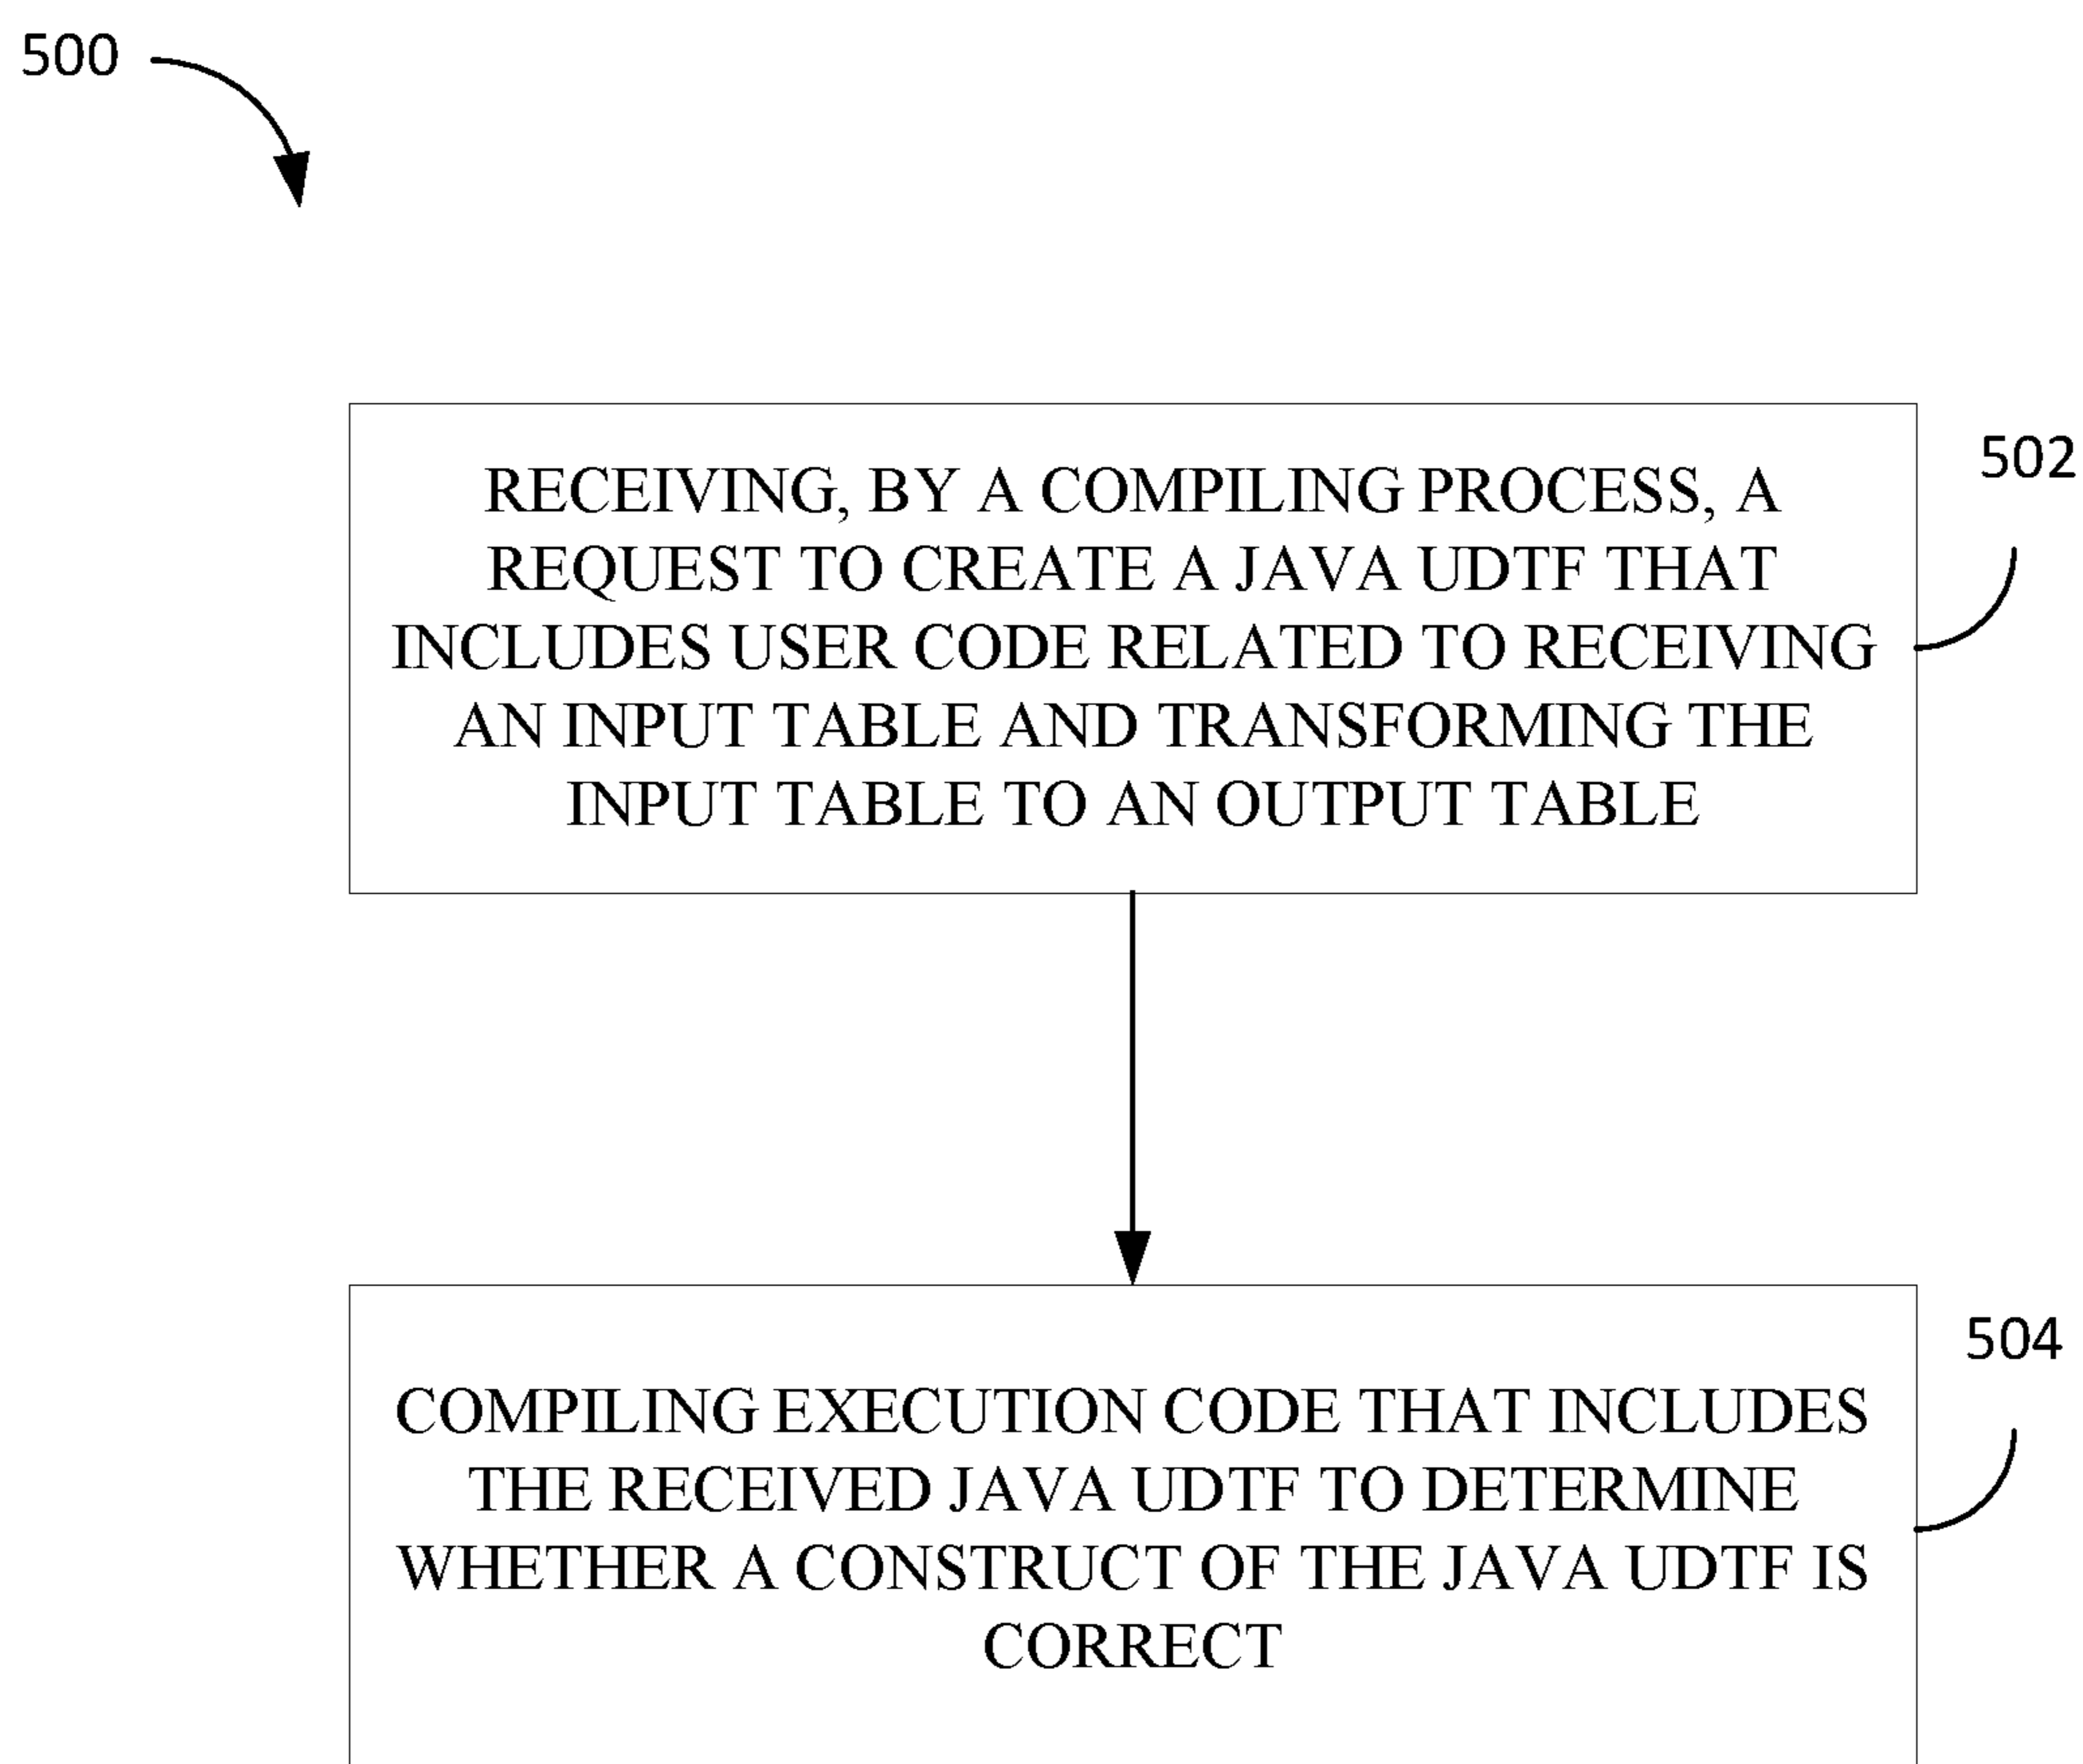 500
502
RECEIVING, BY A COMPILING PROCESS, A
REQUEST TO CREATE A JAVA UDTF THAT
INCLUDES USER CODE RELATED TO RECEIVING
AN INPUT TABLE AND TRANSFORMING THE
INPUT TABLE TO AN OUTPUT TABLE
504
COMPILING EXECUTION CODE THAT INCLUDES
THE RECEIVED JAVA UDTF TO DETERMINE
WHETHER A CONSTRUCT OF THE JAVA UDTF IS
CORRECT